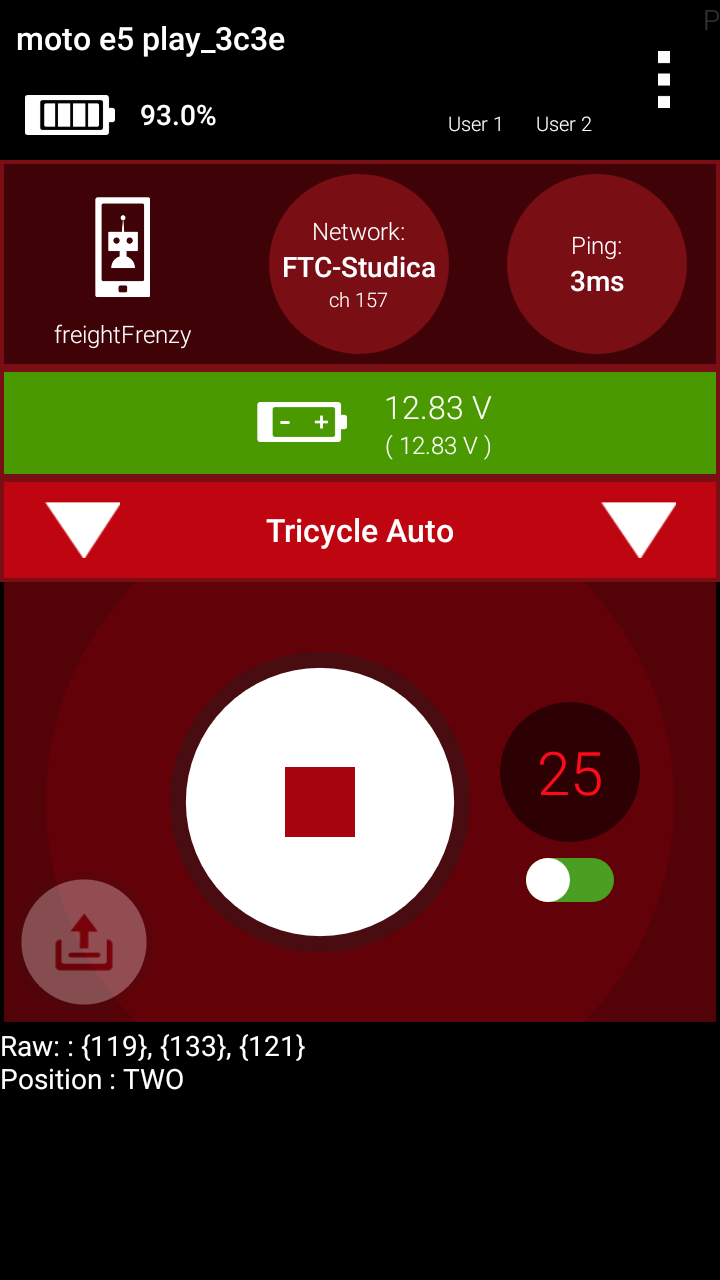 moto e5 play_3c3e
P
93.0%
User 1 User 2
freightFrenzy
Network:
FTC-Studica
ch 157
Ping:
3ms
12.83 V
( 12.83 V )
Tricycle Auto
25
Raw: : {119}, {133}, {121}
Position : TWO